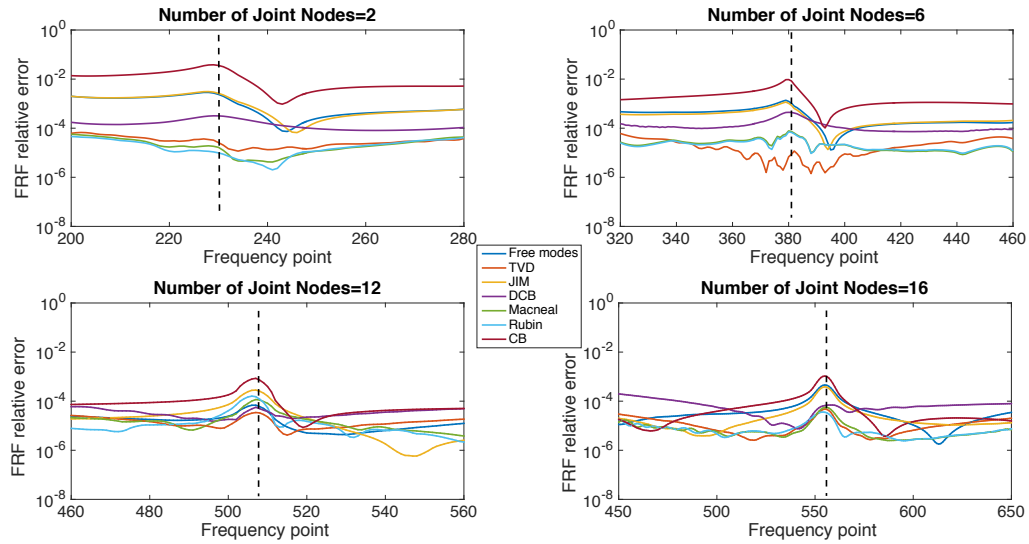 Number of Joint Nodes=2
10^0
10^-2
10^-4
10^-6
10^-8
FRF relative error
200 220 240 260 280
Frequency point
Number of Joint Nodes=6
10^0
10^-2
10^-4
10^-6
10^-8
FRF relative error
320 340 360 380 400 420 440 460
Frequency point
Free modes
TVD
JIM
DCB
Macneal
Rubin
CB
Number of Joint Nodes=12
10^0
10^-2
10^-4
10^-6
10^-8
FRF relative error
460 480 500 520 540 560
Frequency point
Number of Joint Nodes=16
10^0
10^-2
10^-4
10^-6
10^-8
FRF relative error
450 500 550 600 650
Frequency point